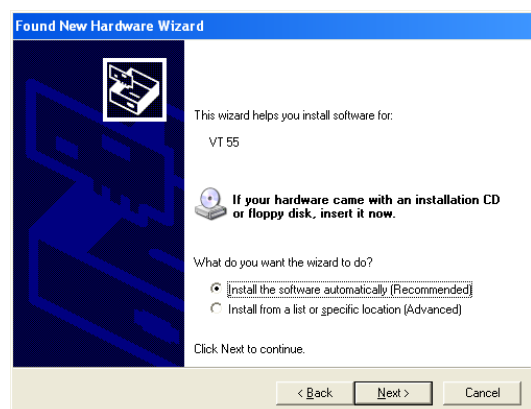 Found New Hardware Wizard
This wizard helps you install software for:
VT 55
If your hardware came with an installation CD
or floppy disk, insert it now.
What do you want the wizard to do?
Install the software automatically (Recommended)
Install from a list or specific location (Advanced)
Click Next to continue.
< Back Next > Cancel